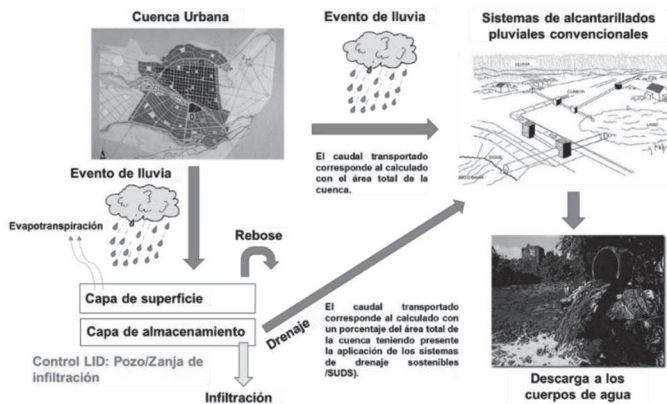 Cuenca Urbana
Evento de lluvia
Sistemas de alcantarillados
pluviales convencionales
El caudal transportado
corresponde al calculado
con el área total de la
cuenca.
Evento de lluvia
Evapotranspiración
Rebose
Capa de superficie
Capa de almacenamiento
Control LID: Pozo/Zanja de
infiltración
Infiltración
Drenaje
El caudal transportado
corresponde al calculado con
un porcentaje del área total de
la cuenca teniendo presente
la aplicación de los sistemas
de drenaje sostenibles
/SUDS).
Descarga a los
cuerpos de agua